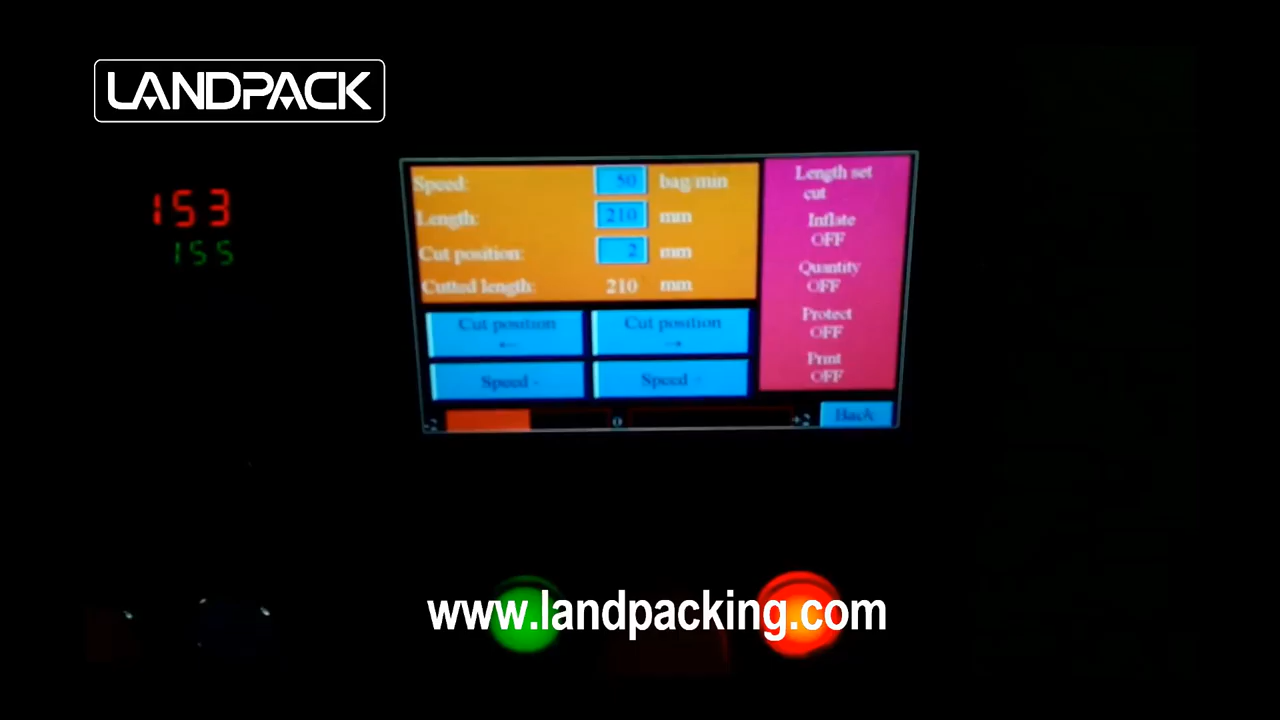 LANDPACK
153
155
Speed: 50 bag/min
Length: 210 mm
Cut position: 2 mm
Cutted length: 210 mm
Length set
cut
Inflate
OFF
Quantity
OFF
Protect
OFF
Print
OFF
Cut position
←
Cut position
→
Speed -
Speed
-2
0
+2
Back
www.landpacking.com